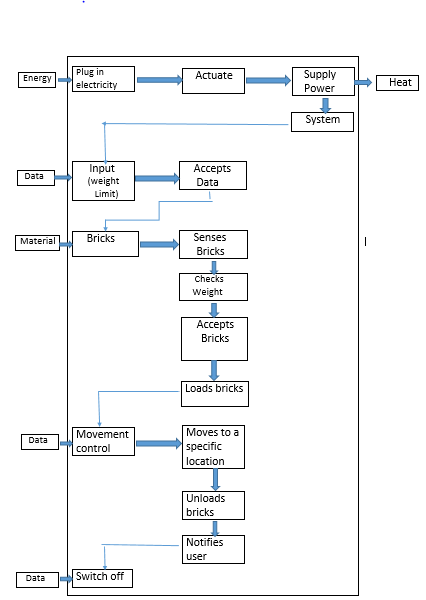 Energy
Plug in
electricity
Actuate
Supply
Power
Heat
System
Data
Input
(weight
Limit)
Accepts
Data
Material
Bricks
Senses
Bricks
Checks
Weight
Accepts
Bricks
Loads bricks
Data
Movement
control
Moves to a
specific
location
Unloads
bricks
Notifies
user
Data
Switch off